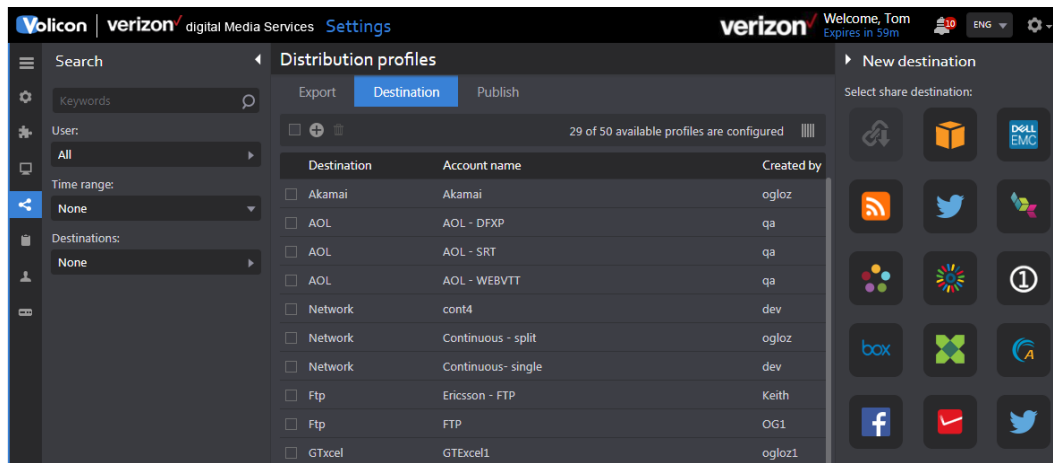 Volicon verizon digital Media Services Settings verizon Welcome, Tom 10 ENG
Expires in 59m
Search Distribution profiles New destination
Export Destination Publish Select share destination:
Keywords
DELL
EMC
User:
29 of 50 available profiles are configured
All
Destination Account name Created by
Time range:
None
Akamai Akamai ogloz
AOL AOL - DFXP qa
Destinations:
AOL AOL - SRT qa
None
AOL AOL - WEBVTT qa
1
Network cont4 dev
Network Continuous - split ogloz
box
A
Network Continuous- single dev
Ftp Ericsson - FTP Keith
Ftp FTP OG1
f
GTxcel GTExcel1 ogloz1